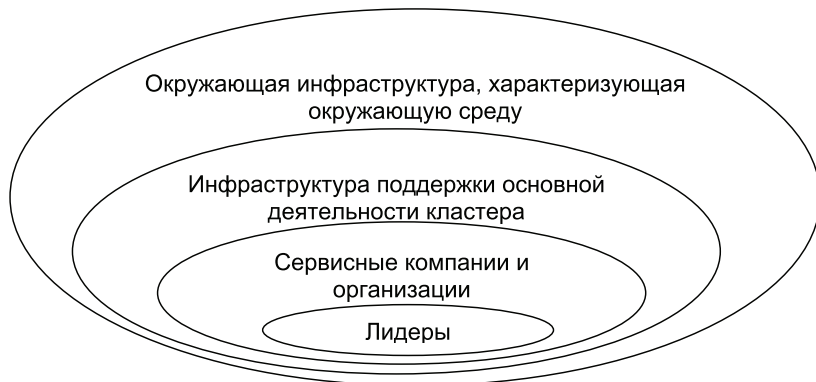 Окружающая инфраструктура, характеризующая
окружающую среду
Инфраструктура поддержки основной
деятельности кластера
Сервисные компании и
организации
Лидеры